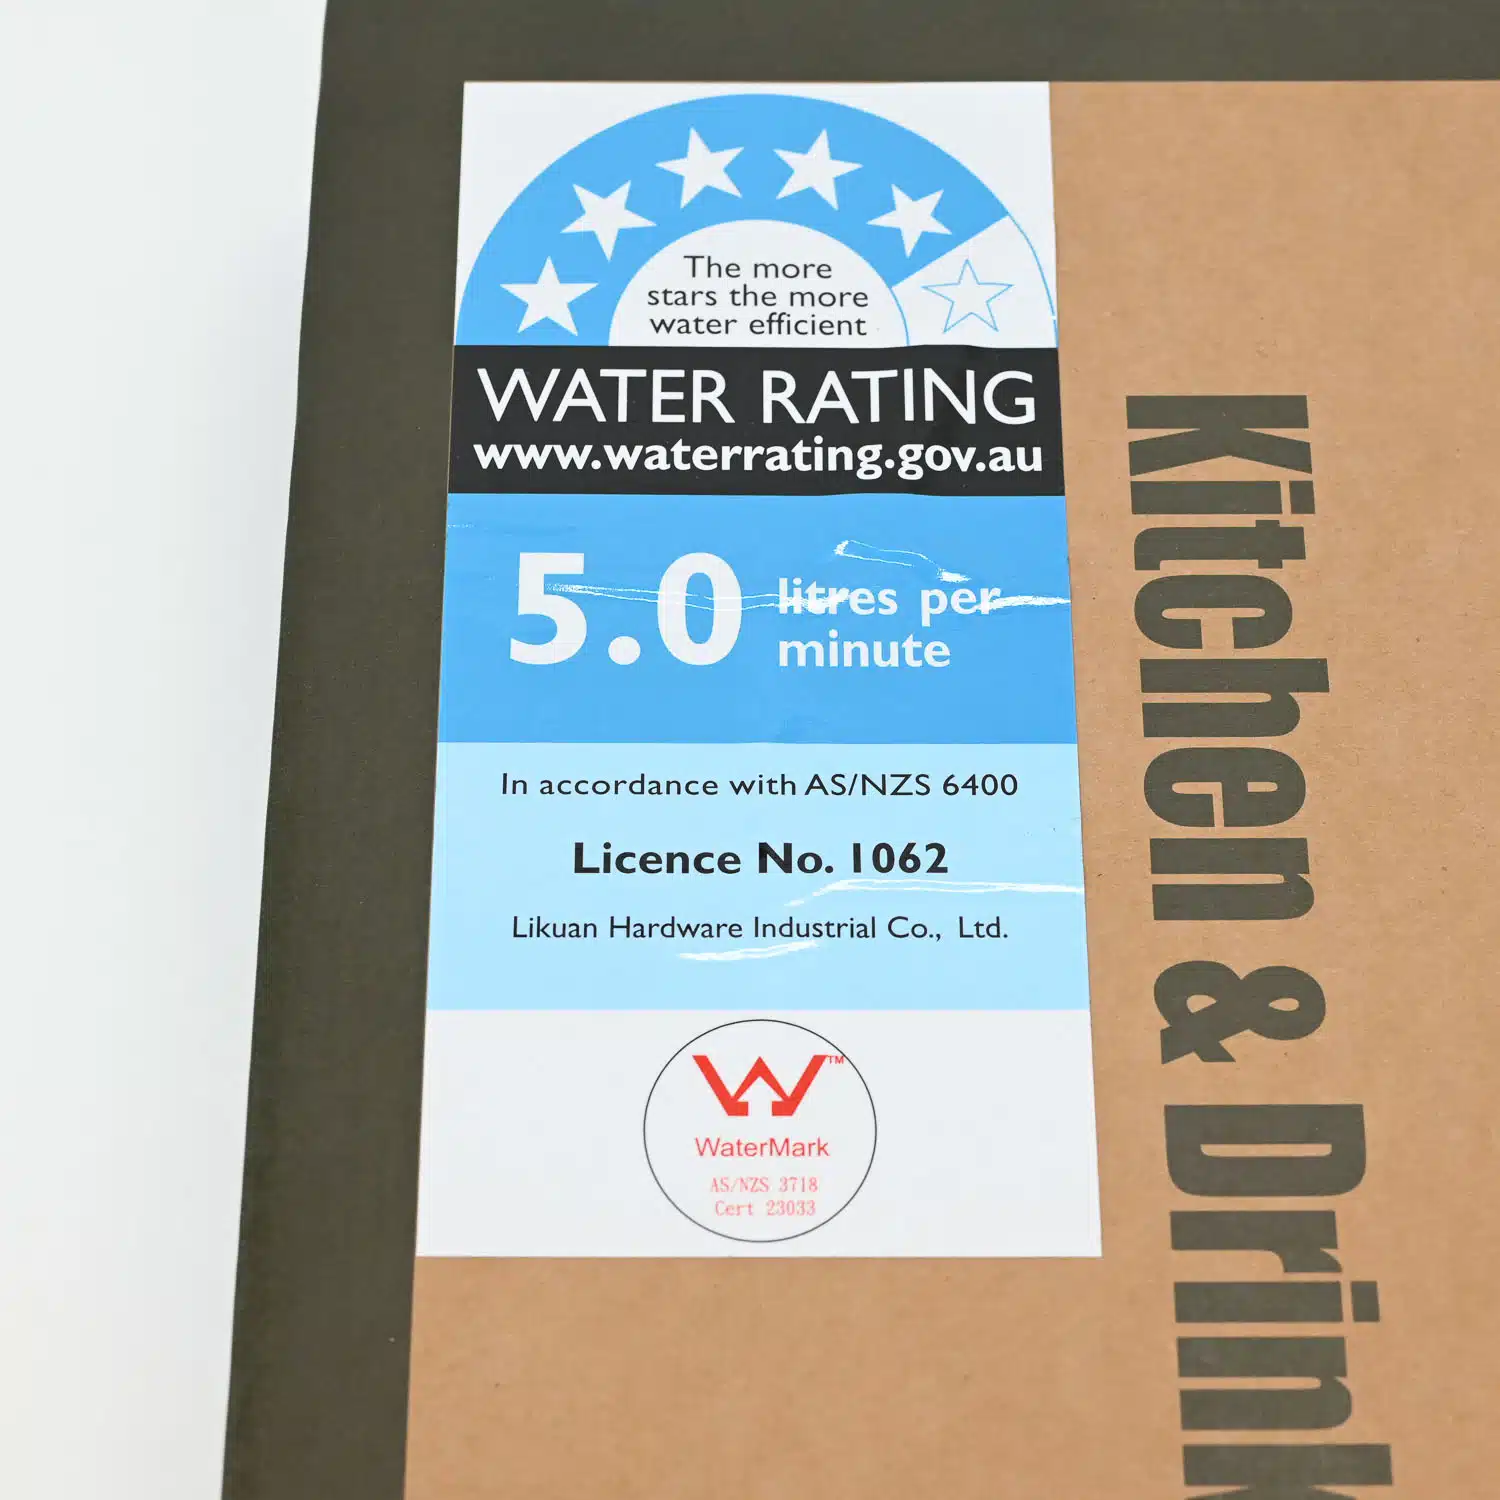 The more
stars the more
water efficient
WATER RATING
www.waterrating.gov.au
5.0 litres per
minute
In accordance with AS/NZS 6400
Licence No. 1062
Likuan Hardware Industrial Co., Ltd.
W™
WaterMark
AS/NZS 3718
Cert 23033
Kitchen & Drink